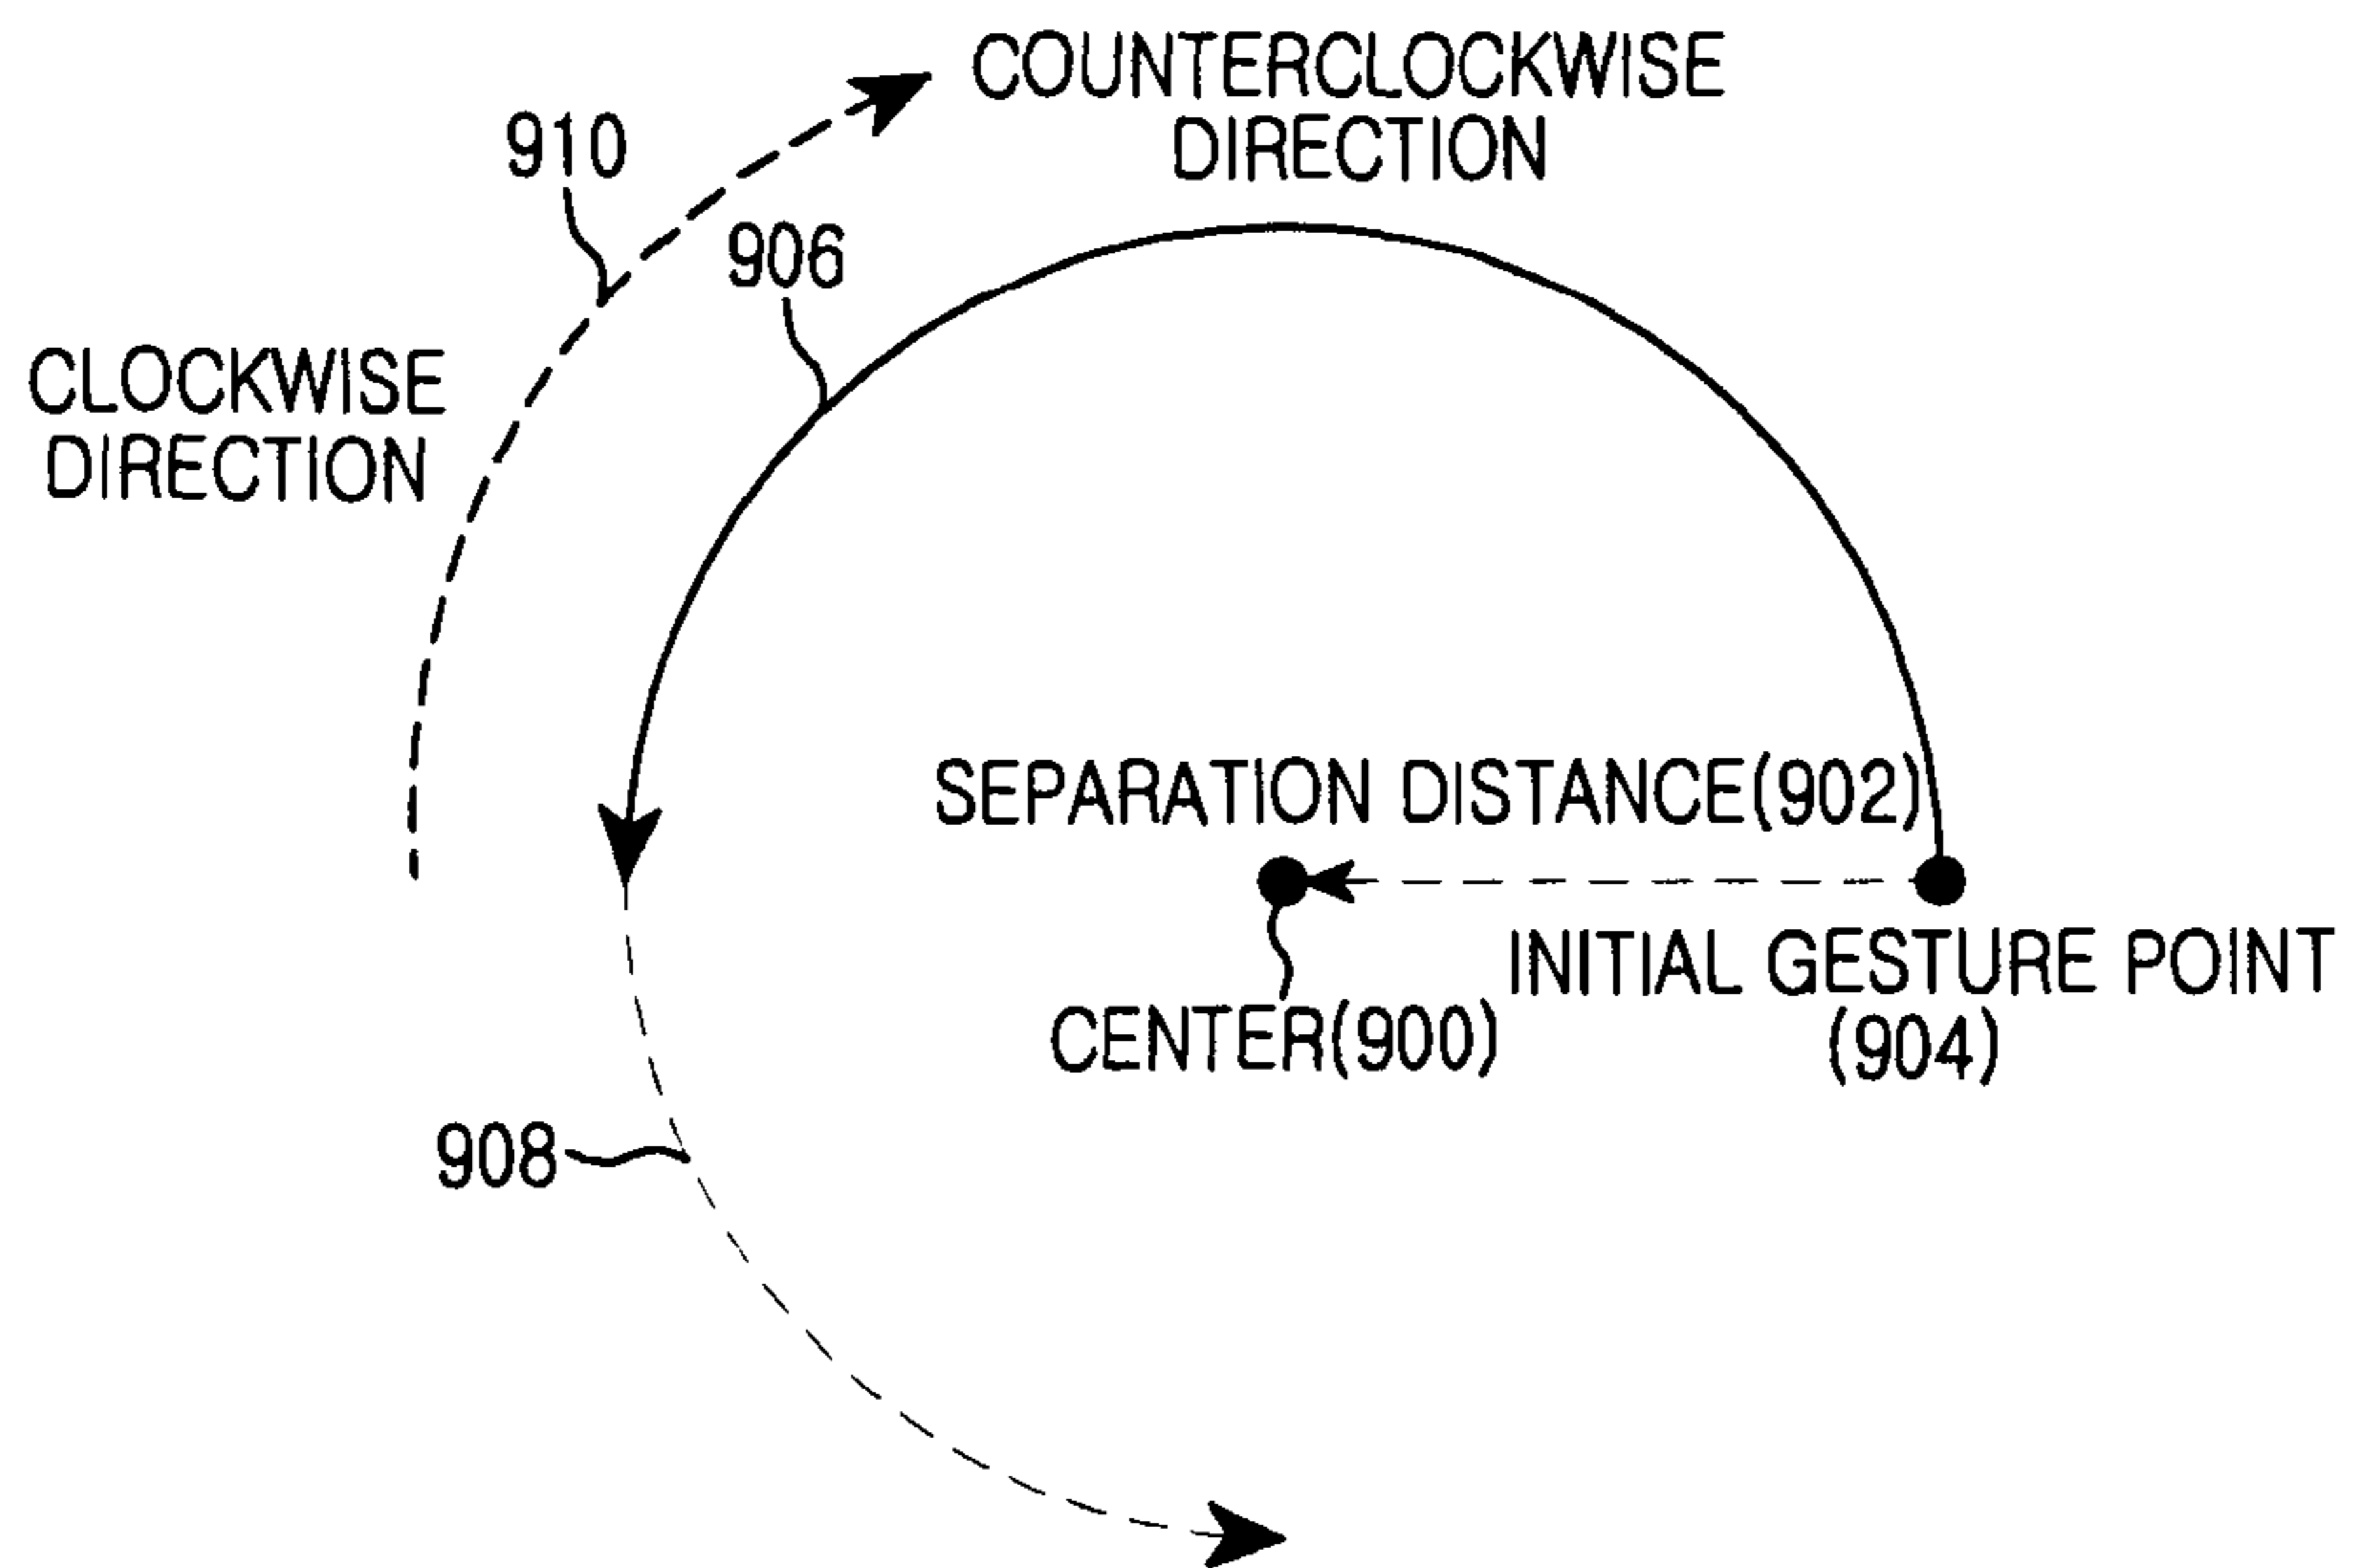 COUNTERCLOCKWISE
DIRECTION
910
906
CLOCKWISE
DIRECTION
SEPARATION DISTANCE(902)
INITIAL GESTURE POINT
(904)
CENTER(900)
908